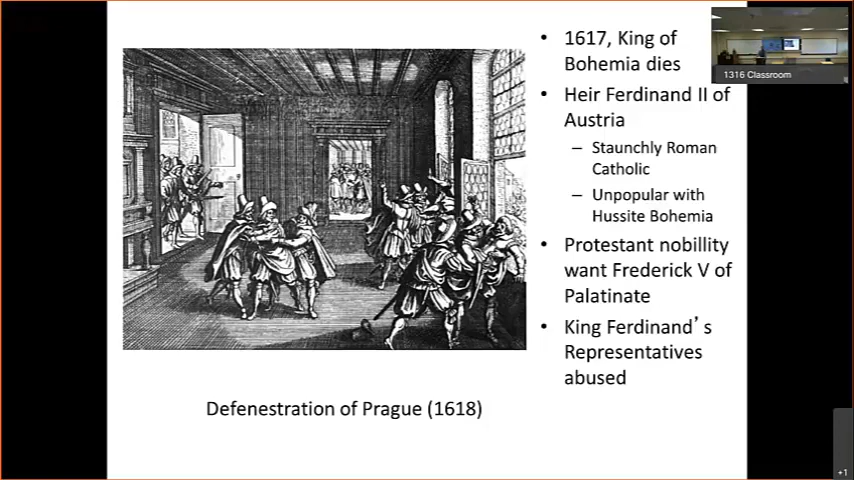 • 1617, King of
Bohemia dies
• Heir Ferdinand II of
Austria
– Staunchly Roman
Catholic
– Unpopular with
Hussite Bohemia
• Protestant nobillity
want Frederick V of
Palatinate
• King Ferdinand’s
Representatives
abused
Defenestration of Prague (1618)
1316 Classroom
+1